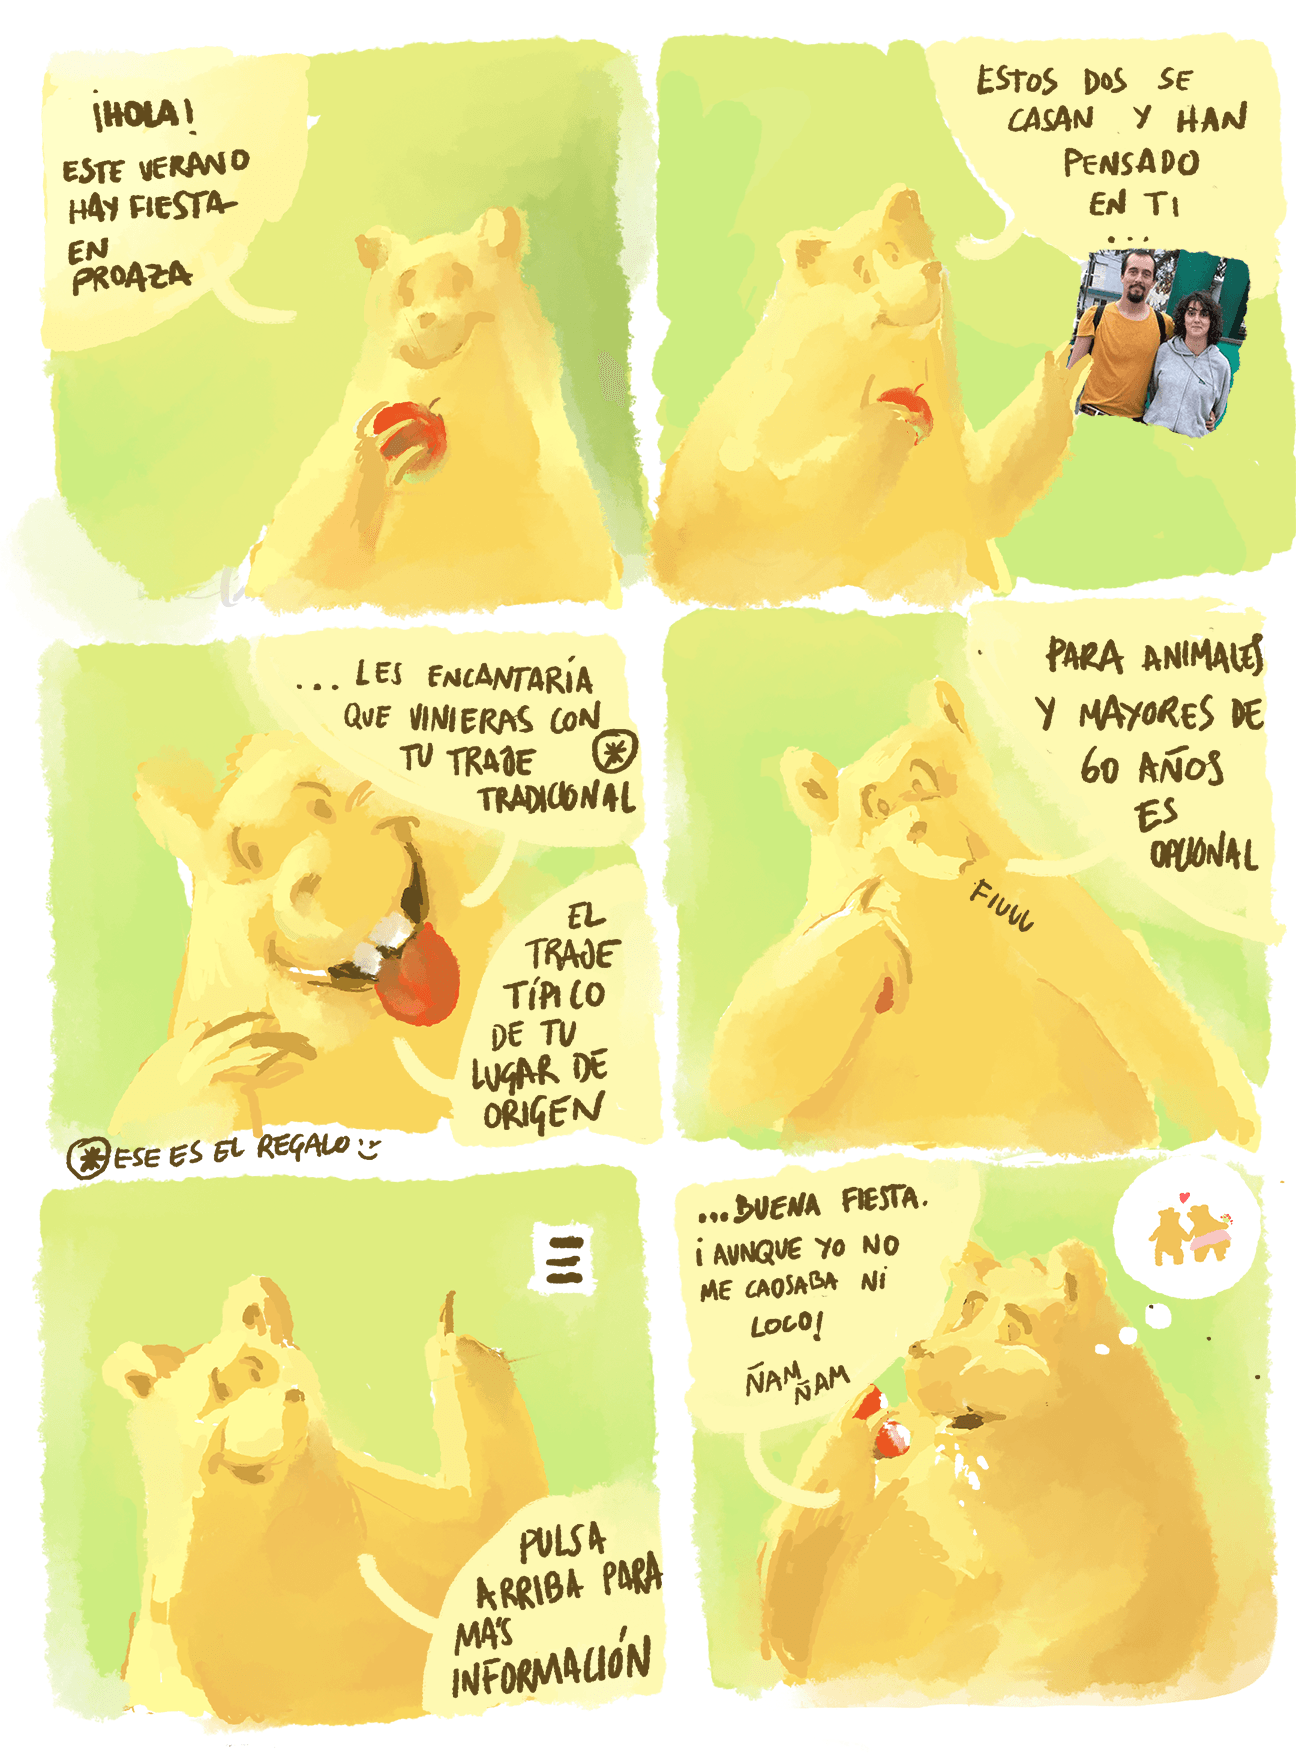 ¡HOLA!
ESTE VERANO
HAY FIESTA
EN
PROAZA
ESTOS DOS SE
CASAN Y HAN
PENSADO
EN TI
...
... LES ENCANTARÍA
QUE VINIERAS CON
TU TRAJE *
TRADICIONAL
EL
TRAJE
TÍPICO
DE TU
LUGAR DE
ORIGEN
* ESE ES EL REGALO :)
PARA ANIMALES
Y MAYORES DE
60 AÑOS
ES
OPCIONAL
FIUUU
PULSA
ARRIBA PARA
MÁS
INFORMACIÓN
...BUENA FIESTA.
¡AUNQUE YO NO
ME CAOSABA NI
LOCO!
ÑAM
ÑAM